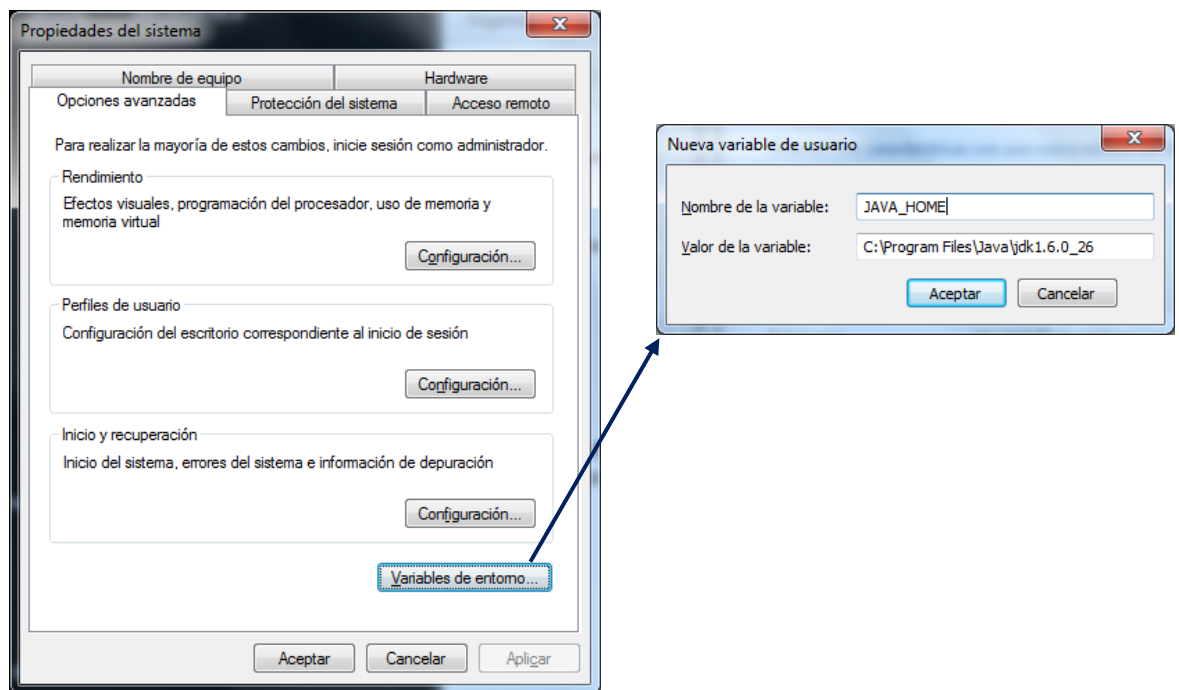 Propiedades del sistema
Nombre de equipo
Hardware
Opciones avanzadas
Protección del sistema
Acceso remoto
Para realizar la mayoría de estos cambios, inicie sesión como administrador.
Rendimiento
Efectos visuales, programación del procesador, uso de memoria y
memoria virtual
Configuración...
Perfiles de usuario
Configuración del escritorio correspondiente al inicio de sesión
Configuración...
Inicio y recuperación
Inicio del sistema, errores del sistema e información de depuración
Configuración...
Variables de entorno...
Aceptar
Cancelar
Aplicar
Nueva variable de usuario
Nombre de la variable:
JAVA_HOME
Valor de la variable:
C:\Program Files\Java\jdk1.6.0_26
Aceptar
Cancelar